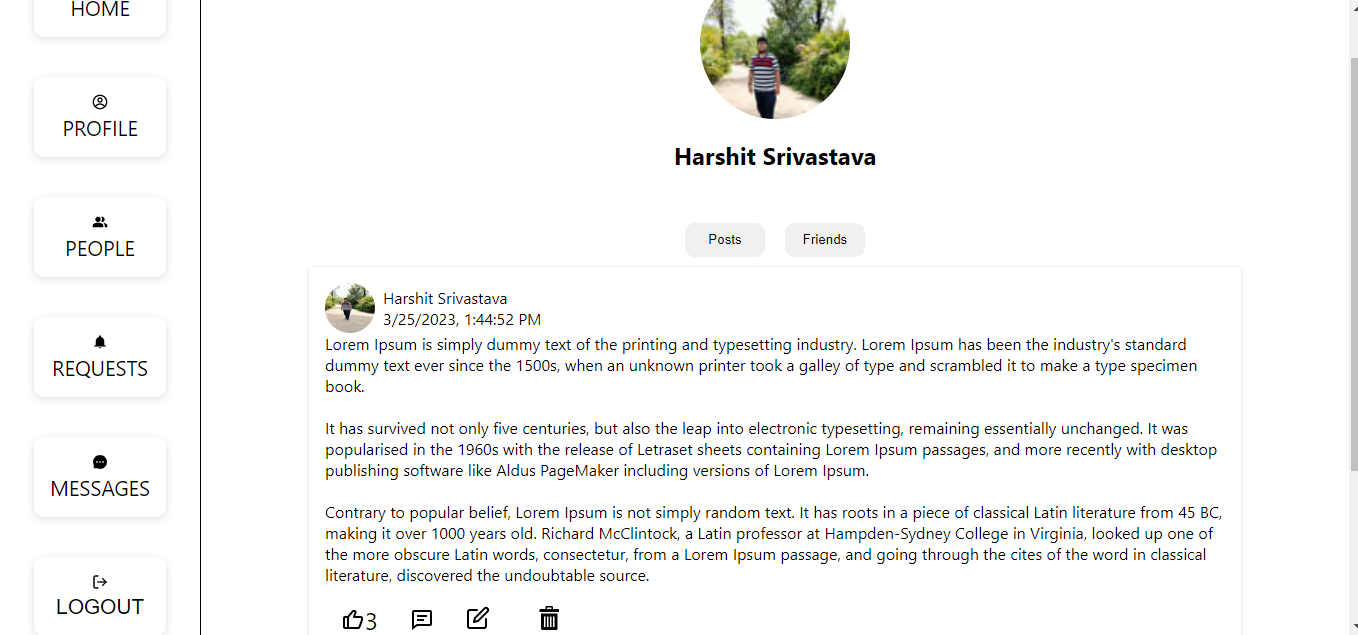 HOME
PROFILE
PEOPLE
REQUESTS
MESSAGES
LOGOUT
Harshit Srivastava
Posts Friends
Harshit Srivastava
3/25/2023, 1:44:52 PM
Lorem Ipsum is simply dummy text of the printing and typesetting industry. Lorem Ipsum has been the industry's standard
dummy text ever since the 1500s, when an unknown printer took a galley of type and scrambled it to make a type specimen
book.
It has survived not only five centuries, but also the leap into electronic typesetting, remaining essentially unchanged. It was
popularised in the 1960s with the release of Letraset sheets containing Lorem Ipsum passages, and more recently with desktop
publishing software like Aldus PageMaker including versions of Lorem Ipsum.
Contrary to popular belief, Lorem Ipsum is not simply random text. It has roots in a piece of classical Latin literature from 45 BC,
making it over 1000 years old. Richard McClintock, a Latin professor at Hampden-Sydney College in Virginia, looked up one of
the more obscure Latin words, consectetur, from a Lorem Ipsum passage, and going through the cites of the word in classical
literature, discovered the undoubtable source.
3